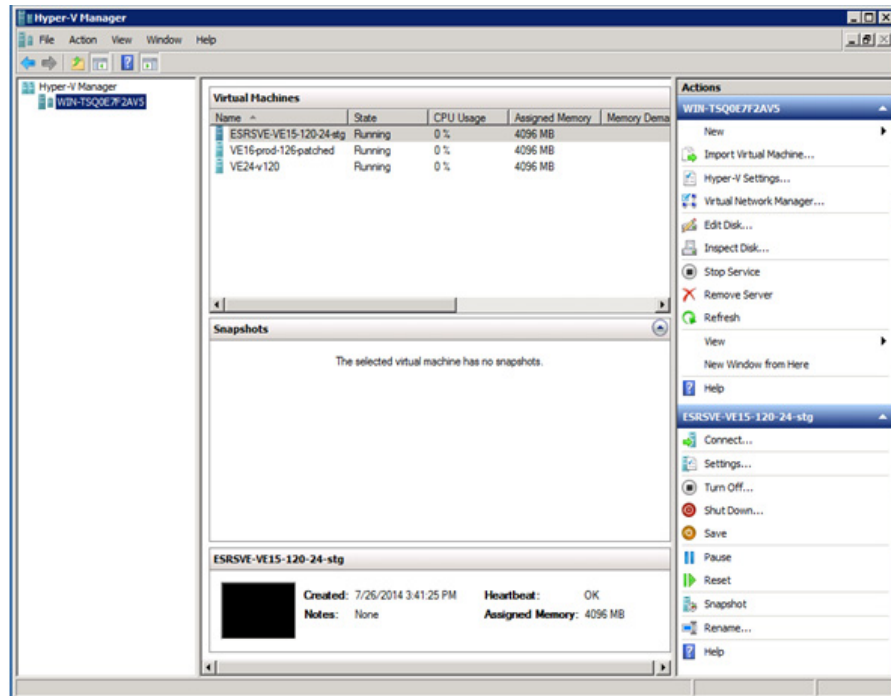 Hyper-V Manager
File Action View Window Help
Hyper-V Manager
WIN-TSQ0E7F2AV5
Virtual Machines
Name State CPU Usage Assigned Memory Memory Dema
ESRSVE-VE15-120-24-stg Running 0 % 4096 MB
VE16-prod-126-patched Running 0 % 4096 MB
VE24-v120 Running 0 % 4096 MB
Snapshots
The selected virtual machine has no snapshots.
ESRSVE-VE15-120-24-stg
Created: 7/26/2014 3:41:25 PM Heartbeat: OK
Notes: None Assigned Memory: 4096 MB
Actions
WIN-TSQ0E7F2AV5
New
Import Virtual Machine...
Hyper-V Settings...
Virtual Network Manager...
Edit Disk...
Inspect Disk...
Stop Service
Remove Server
Refresh
View
New Window from Here
Help
ESRSVE-VE15-120-24-stg
Connect...
Settings...
Turn Off...
Shut Down...
Save
Pause
Reset
Snapshot
Rename...
Help